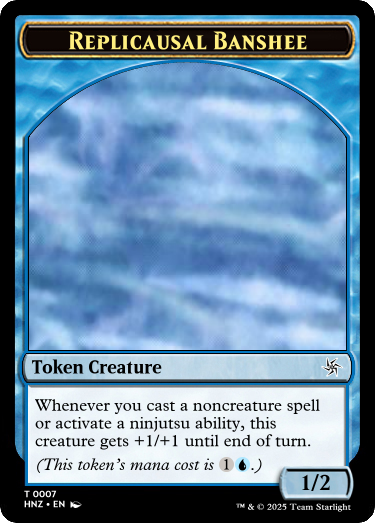 Replicausal Banshee
Token Creature
Whenever you cast a noncreature spell
or activate a ninjutsu ability, this
creature gets +1/+1 until end of turn.
(This token's mana cost is 1.)
1/2
T 0007
HNZ • EN
™ & © 2025 Team Starlight